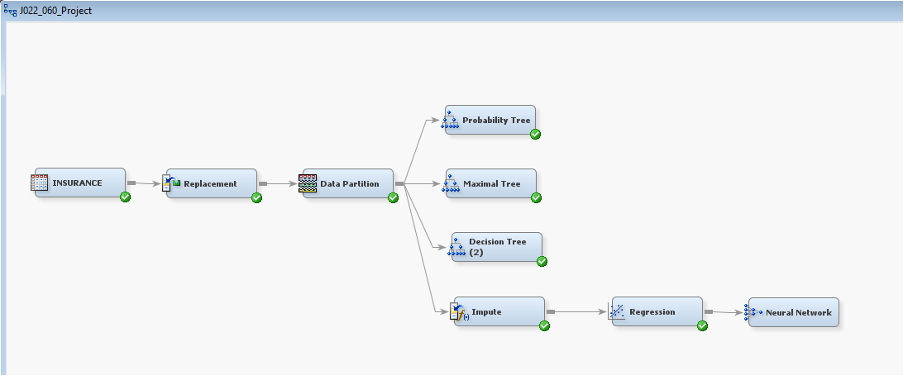 J022_060_Project
Probability Tree
INSURANCE
Replacement
Data Partition
Maximal Tree
Decision Tree
(2)
Impute
Regression
Neural Network